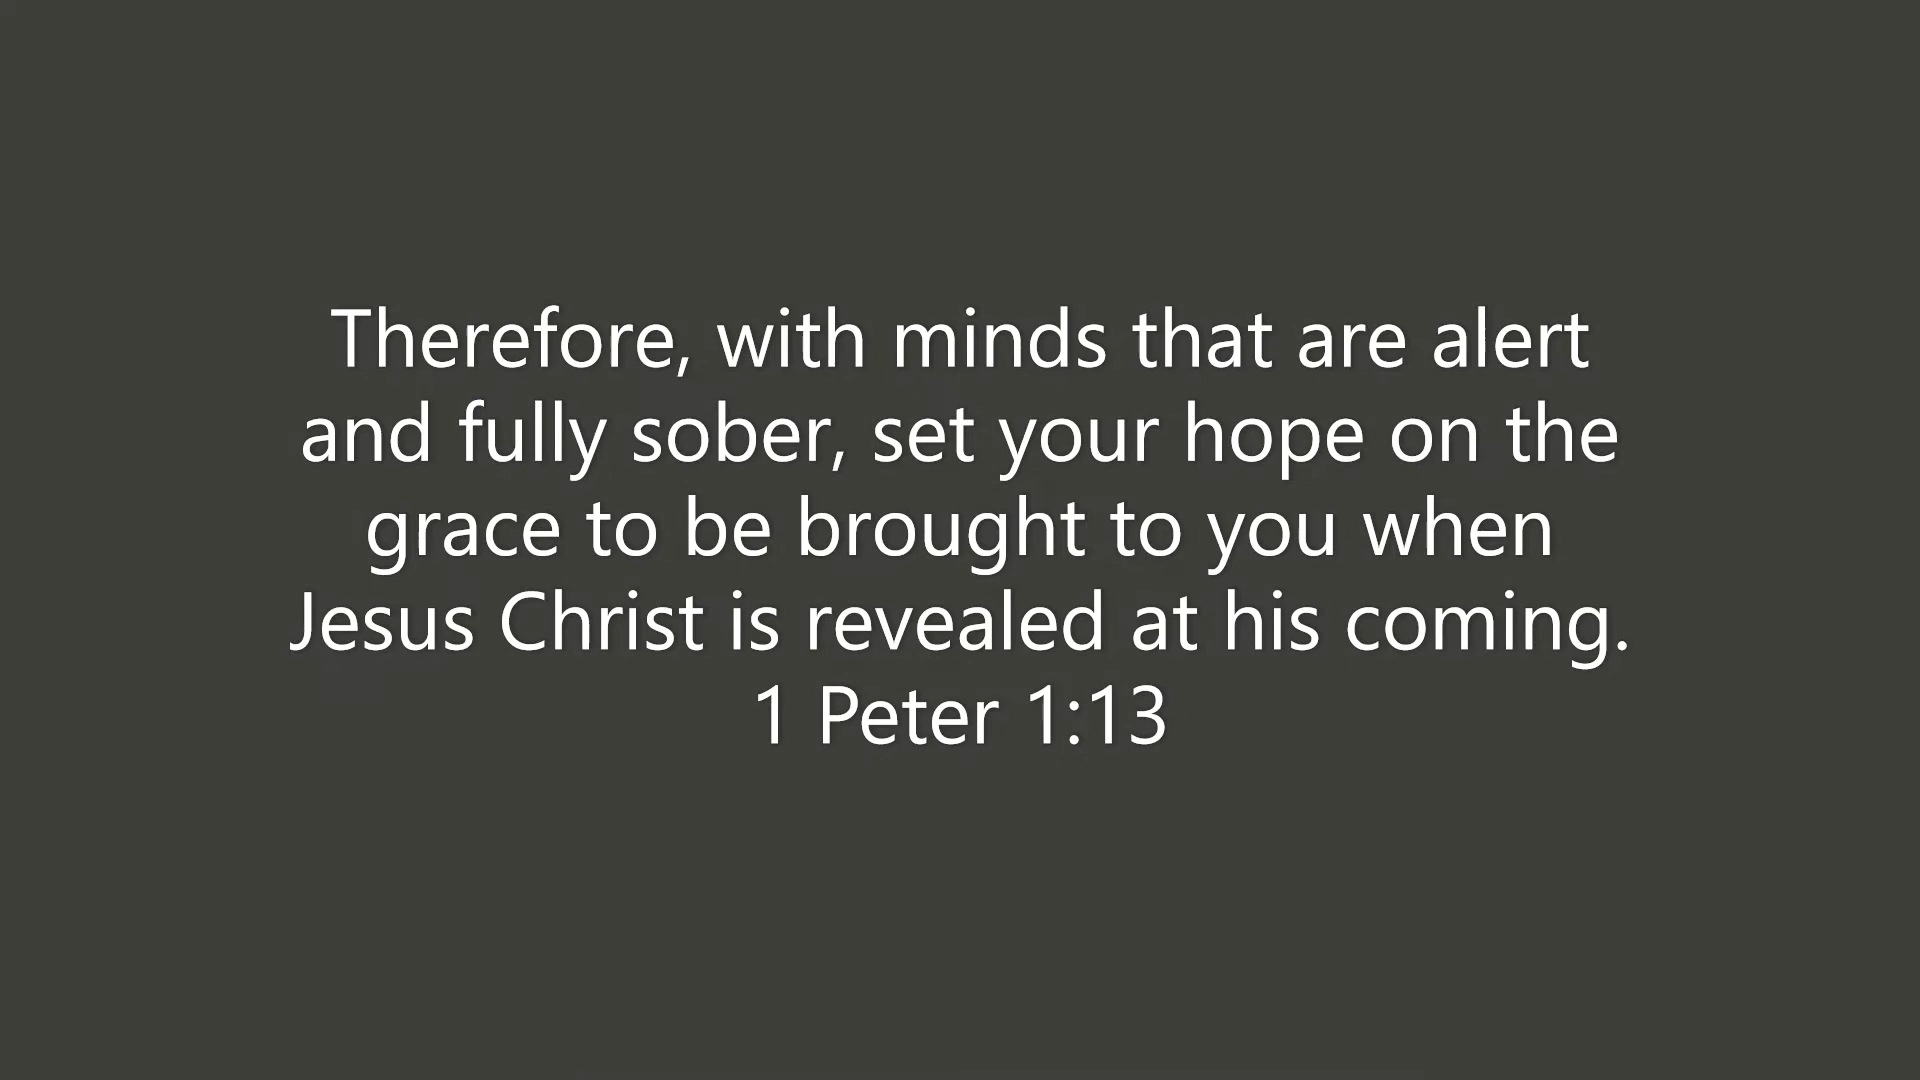 Therefore, with minds that are alert
and fully sober, set your hope on the
grace to be brought to you when
Jesus Christ is revealed at his coming.
1 Peter 1:13